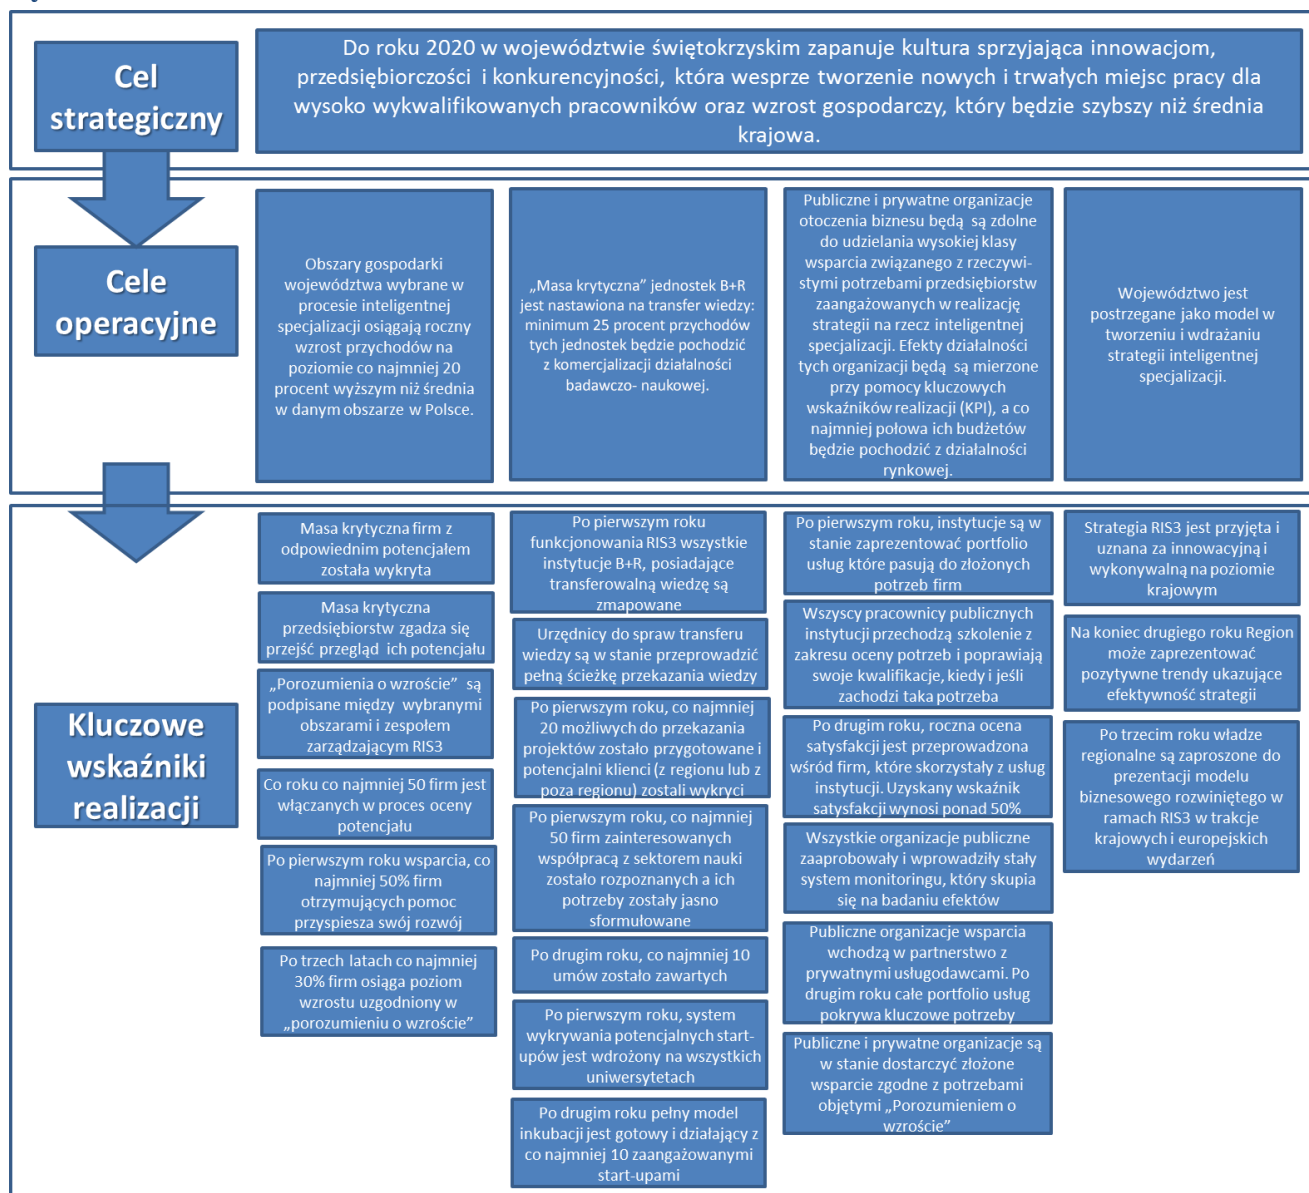 Cel
strategiczny
Do roku 2020 w województwie świętokrzyskim zapanuje kultura sprzyjająca innowacjom,
przedsiębiorczości i konkurencyjności, która wesprze tworzenie nowych i trwałych miejsc pracy dla
wysoko wykwalifikowanych pracowników oraz wzrost gospodarczy, który będzie szybszy niż średnia
krajowa.
Cele
operacyjne
Obszary gospodarki
województwa wybrane w
procesie inteligentnej
specjalizacji osiągają roczny
wzrost przychodów na
poziomie co najmniej 20
procent wyższym niż średnia
w danym obszarze w Polsce.
„Masa krytyczna” jednostek B+R
jest nastawiona na transfer wiedzy:
minimum 25 procent przychodów
tych jednostek będzie pochodzić
z komercjalizacji działalności
badawczo- naukowej.
Publiczne i prywatne organizacje
otoczenia biznesu będą są zdolne
do udzielania wysokiej klasy
wsparcia związanego z rzeczywi-
stymi potrzebami przedsiębiorstw
zaangażowanych w realizację
strategii na rzecz inteligentnej
specjalizacji. Efekty działalności
tych organizacji będą są mierzone
przy pomocy kluczowych
wskaźników realizacji (KPI), a co
najmniej połowa ich budżetów
będzie pochodzić z działalności
rynkowej.
Województwo jest
postrzegane jako model w
tworzeniu i wdrażaniu
strategii inteligentnej
specjalizacji.
Kluczowe
wskaźniki
realizacji
Masa krytyczna firm z
odpowiednim potencjałem
została wykryta
Masa krytyczna
przedsiębiorstw zgadza się
przejść przegląd ich potencjału
„Porozumienia o wzroście” są
podpisane między wybranymi
obszarami i zespołem
zarządzającym RIS3
Co roku co najmniej 50 firm jest
włączanych w proces oceny
potencjału
Po pierwszym roku wsparcia, co
najmniej 50% firm
otrzymujących pomoc
przyspiesza swój rozwój
Po trzech latach co najmniej
30% firm osiąga poziom
wzrostu uzgodniony w
„porozumieniu o wzroście”
Po pierwszym roku
funkcjonowania RIS3 wszystkie
instytucje B+R, posiadające
transferowalną wiedzę są
zmapowane
Urzędnicy do spraw transferu
wiedzy są w stanie przeprowadzić
pełną ścieżkę przekazania wiedzy
Po pierwszym roku, co najmniej
20 możliwych do przekazania
projektów zostało przygotowane i
potencjalni klienci (z regionu lub z
poza regionu) zostali wykryci
Po pierwszym roku, co najmniej
50 firm zainteresowanych
współpracą z sektorem nauki
zostało rozpoznanych a ich
potrzeby zostały jasno
sformułowane
Po drugim roku, co najmniej 10
umów zostało zawartych
Po pierwszym roku, system
wykrywania potencjalnych start-
upów jest wdrożony na wszystkich
uniwersytetach
Po drugim roku pełny model
inkubacji jest gotowy i działający z
co najmniej 10 zaangażowanymi
start-upami
Po pierwszym roku, instytucje są w
stanie zaprezentować portfolio
usług które pasują do złożonych
potrzeb firm
Wszyscy pracownicy publicznych
instytucji przechodzą szkolenie z
zakresu oceny potrzeb i poprawiają
swoje kwalifikacje, kiedy i jeśli
zachodzi taka potrzeba
Po drugim roku, roczna ocena
satysfakcji jest przeprowadzona
wśród firm, które skorzystały z usług
instytucji. Uzyskany wskaźnik
satysfakcji wynosi ponad 50%
Wszystkie organizacje publiczne
zaaprobowały i wprowadziły stały
system monitoringu, który skupia
się na badaniu efektów
Publiczne organizacje wsparcia
wchodzą w partnerstwo z
prywatnymi usługodawcami. Po
drugim roku całe portfolio usług
pokrywa kluczowe potrzeby
Publiczne i prywatne organizacje są
w stanie dostarczyć złożone
wsparcie zgodne z potrzebami
objętymi „Porozumieniem o
wzroście”
Strategia RIS3 jest przyjęta i
uznana za innowacyjną i
wykonywalną na poziomie
krajowym
Na koniec drugiego roku Region
może zaprezentować
pozytywne trendy ukazujące
efektywność strategii
Po trzecim roku władze
regionalne są zaproszone do
prezentacji modelu
biznesowego rozwiniętego w
ramach RIS3 w trakcje
krajowych i europejskich
wydarzeń